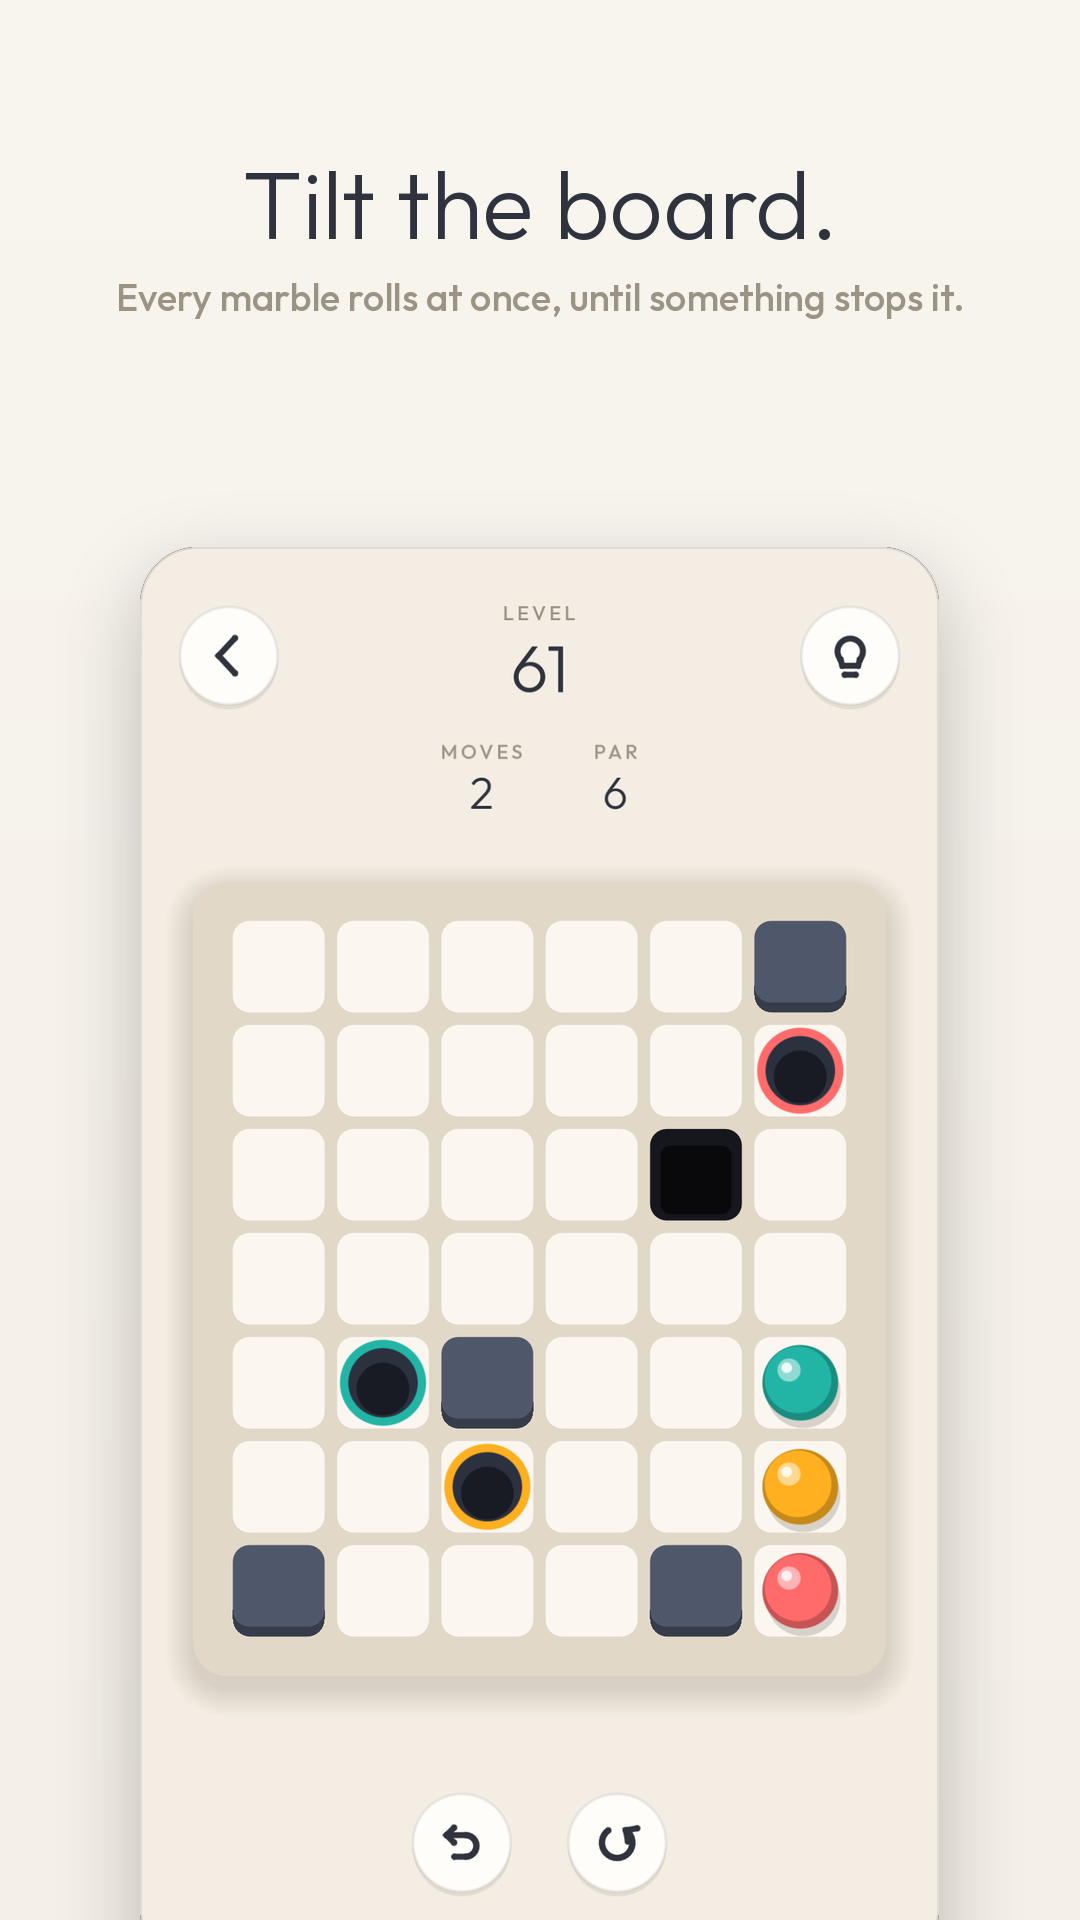 Tilt the board.
Every marble rolls at once, until something stops it.
LEVEL
61
MOVES PAR
2 6